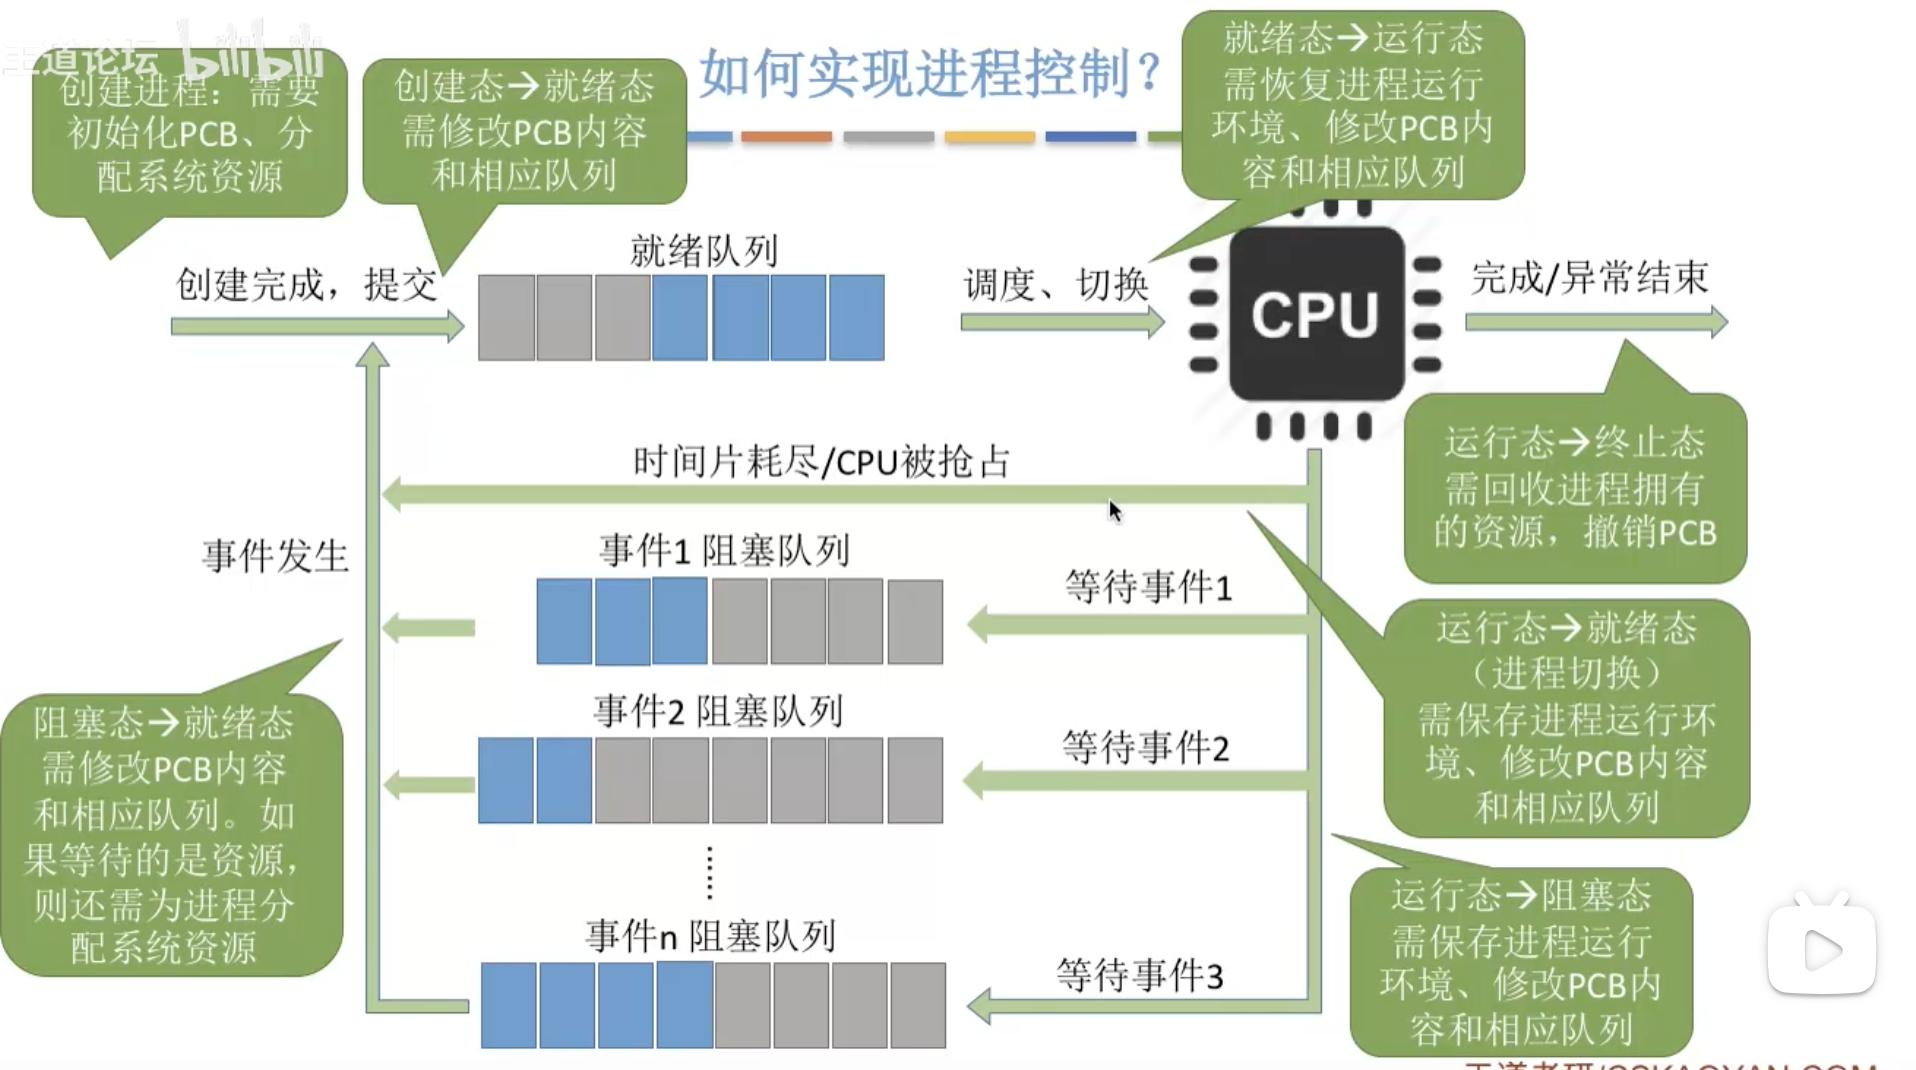 王道论坛 bilibili
如何实现进程控制？
创建进程：需要
初始化PCB、分
配系统资源
创建态→就绪态
需修改PCB内容
和相应队列
就绪态→运行态
需恢复进程运行
环境、修改PCB内
容和相应队列
创建完成，提交
就绪队列
调度、切换
CPU
完成/异常结束
运行态→终止态
需回收进程拥有
的资源，撤销PCB
时间片耗尽/CPU被抢占
事件发生
事件1 阻塞队列
等待事件1
运行态→就绪态
（进程切换）
需保存进程运行环
境、修改PCB内容
和相应队列
事件2 阻塞队列
等待事件2
阻塞态→就绪态
需修改PCB内容
和相应队列。如
果等待的是资源，
则还需为进程分
配系统资源
事件n 阻塞队列
等待事件3
运行态→阻塞态
需保存进程运行
环境、修改PCB内
容和相应队列
王道考研/CSKAOYAN.COM